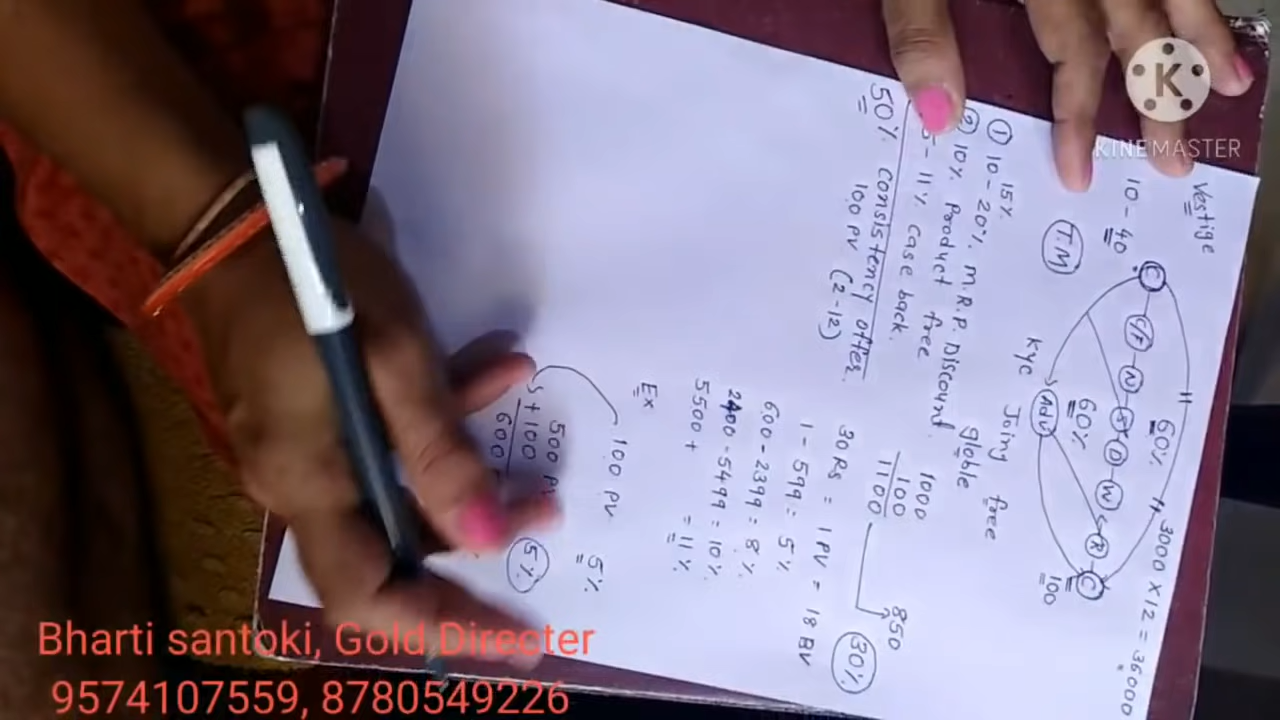 Vestige
10-40
C
C/F
N
S
D
W
R
C
60%
3000 X 12 = 36000
100
T.M
Kyc
Adv
60%
Joing free
globle
① 10 - 20% M.R.P. Discount
15%
② 10% Product free
- 11% case back.
50% consistency offer
100 PV (2-12)
1000
100
1100
850
30%
30 Rs = 1 PV = 18 BV
1 - 599 = 5%
600 - 2399 = 8%
2400 - 5499 = 10%
5500 + = 11%
Ex
100 PV 5%
500 PV
5%
+100
600
KINEMASTER
K
Bharti santoki, Gold Directer
9574107559, 8780549226